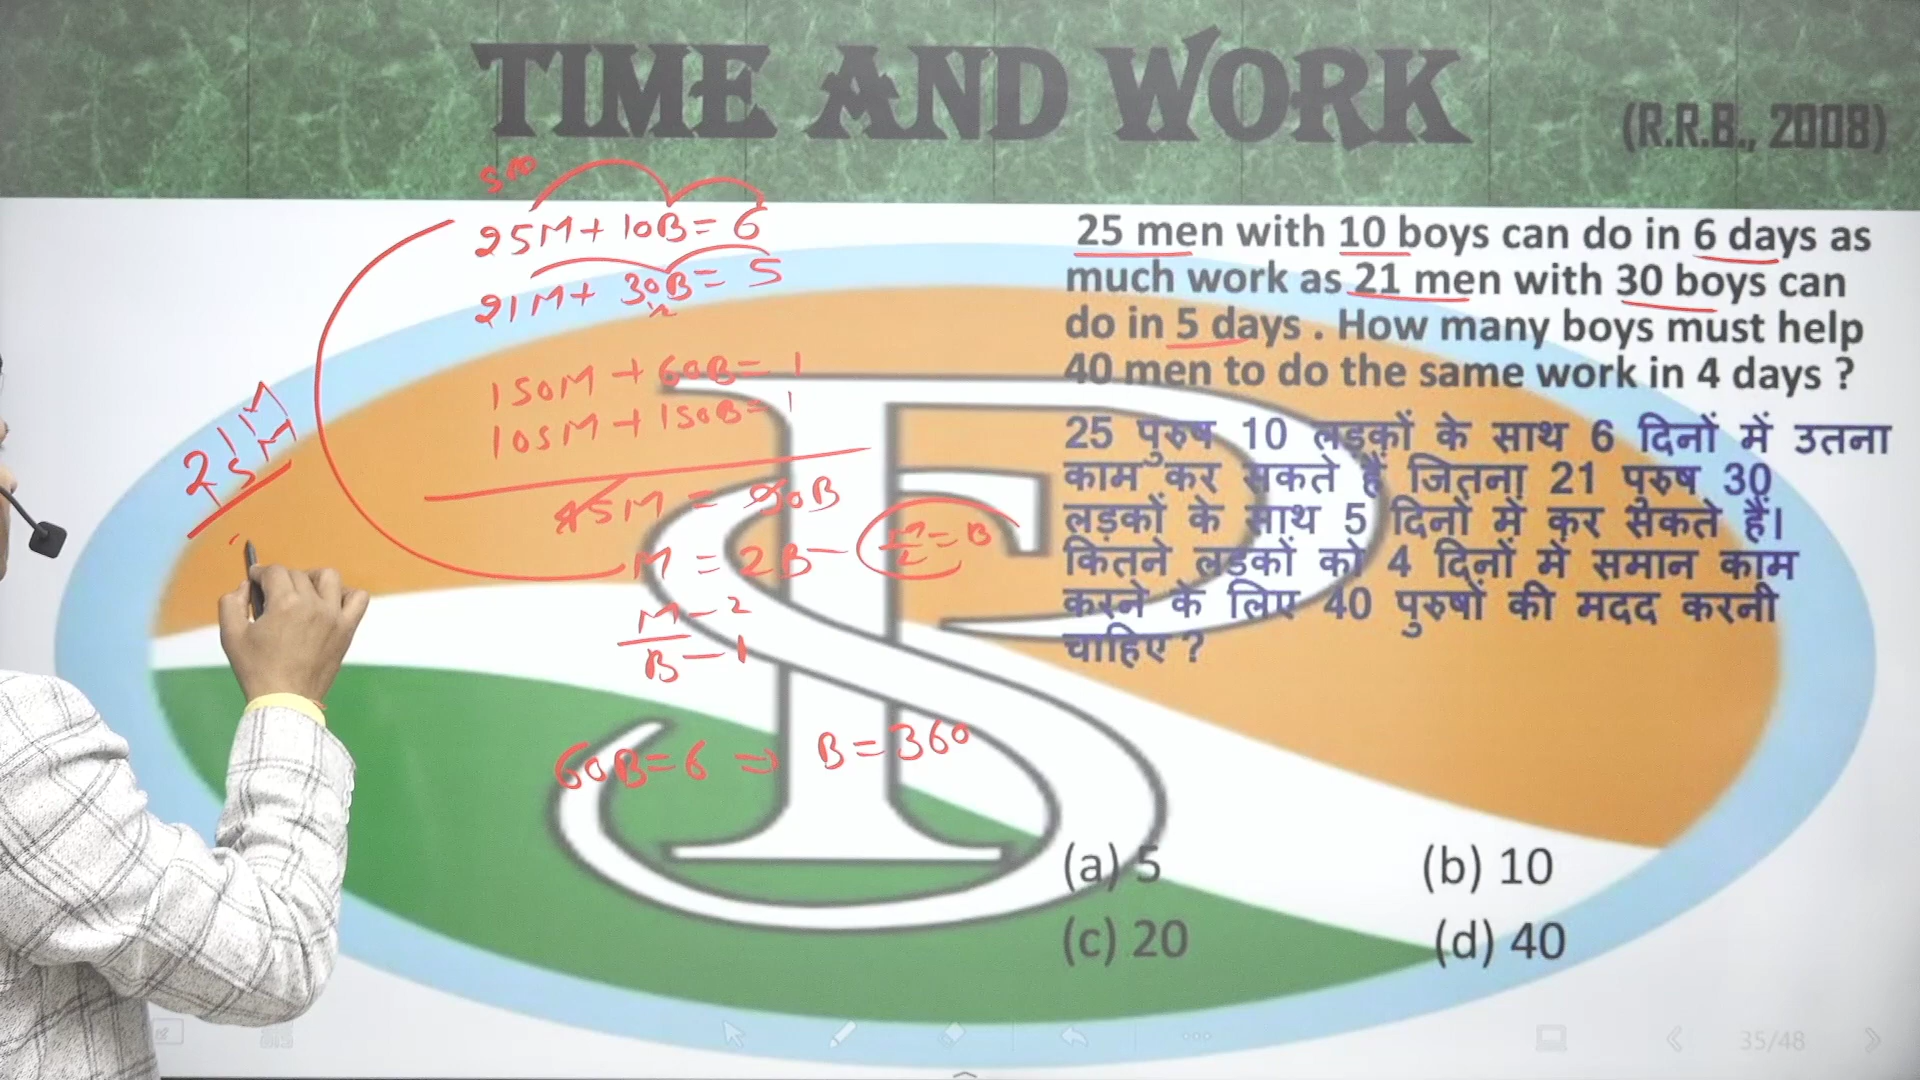 TIME AND WORK
(R.R.B., 2008)
25 men with 10 boys can do in 6 days as
much work as 21 men with 30 boys can
do in 5 days . How many boys must help
40 men to do the same work in 4 days ?
25 पुरुष 10 लड़कों के साथ 6 दिनों में उतना
काम कर सकते हैं जितना 21 पुरुष 30
लड़कों के साथ 5 दिनों में कर सकते हैं।
कितने लड़कों को 4 दिनों में समान काम
करने के लिए 40 पुरुषों की मदद करनी
चाहिए ?
(a) 5
(b) 10
(c) 20
(d) 40
25M + 10B = 6
21M + 30B = 5
150M + 60B = 1
105M + 150B = 1
45M = 90B
M = 2B
M - 2
B - 1
60B = 6 ⇒ B = 360
35/48